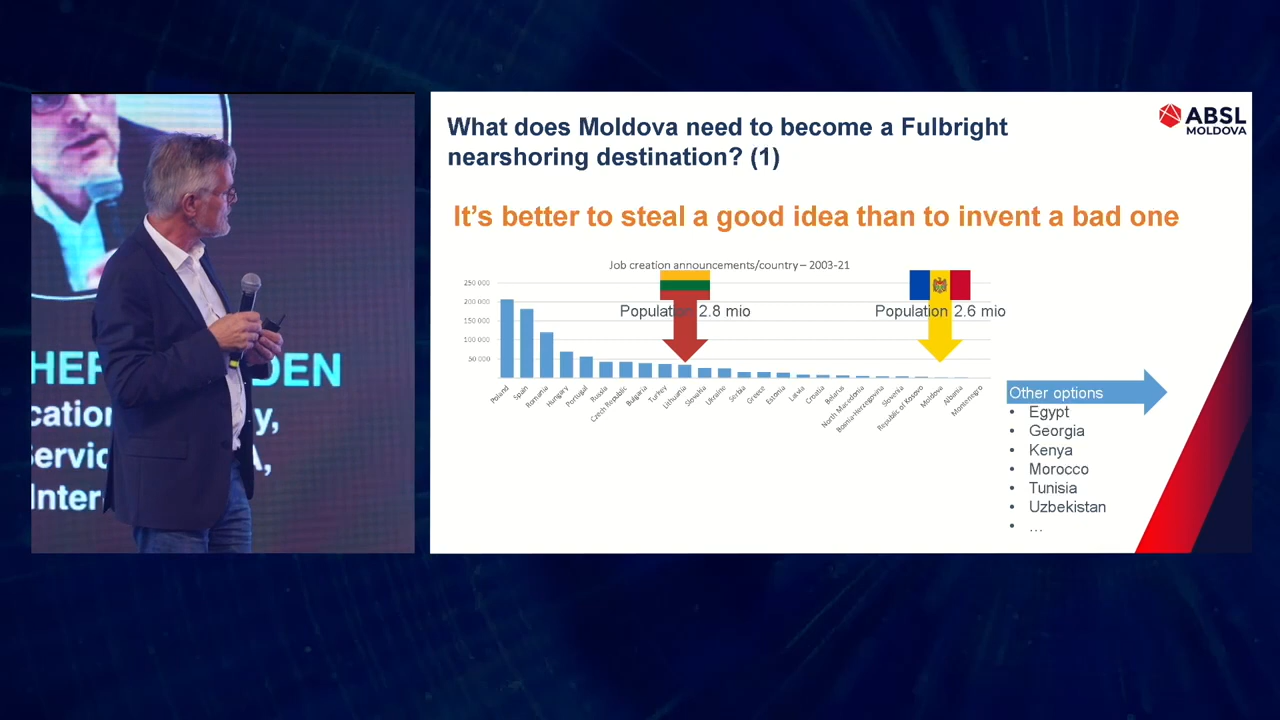 HER
DEN
cation
y,
Servic
A,
Inter
What does Moldova need to become a Fulbright
nearshoring destination? (1)
ABSL
MOLDOVA
It's better to steal a good idea than to invent a bad one
Job creation announcements/country – 2003-21
250 000
200 000
150 000
100 000
50 000
Population 2.8 mio
Population 2.6 mio
Poland
Spain
Romania
Hungary
Portugal
Russia
Czech Republic
Bulgaria
Turkey
Lithuania
Slovakia
Ukraine
Serbia
Greece
Estonia
Latvia
Croatia
Belarus
North Macedonia
Bosnia-Herzegovina
Slovenia
Republic of Kosovo
Moldova
Albania
Montenegro
Other options
• Egypt
• Georgia
• Kenya
• Morocco
• Tunisia
• Uzbekistan
• …